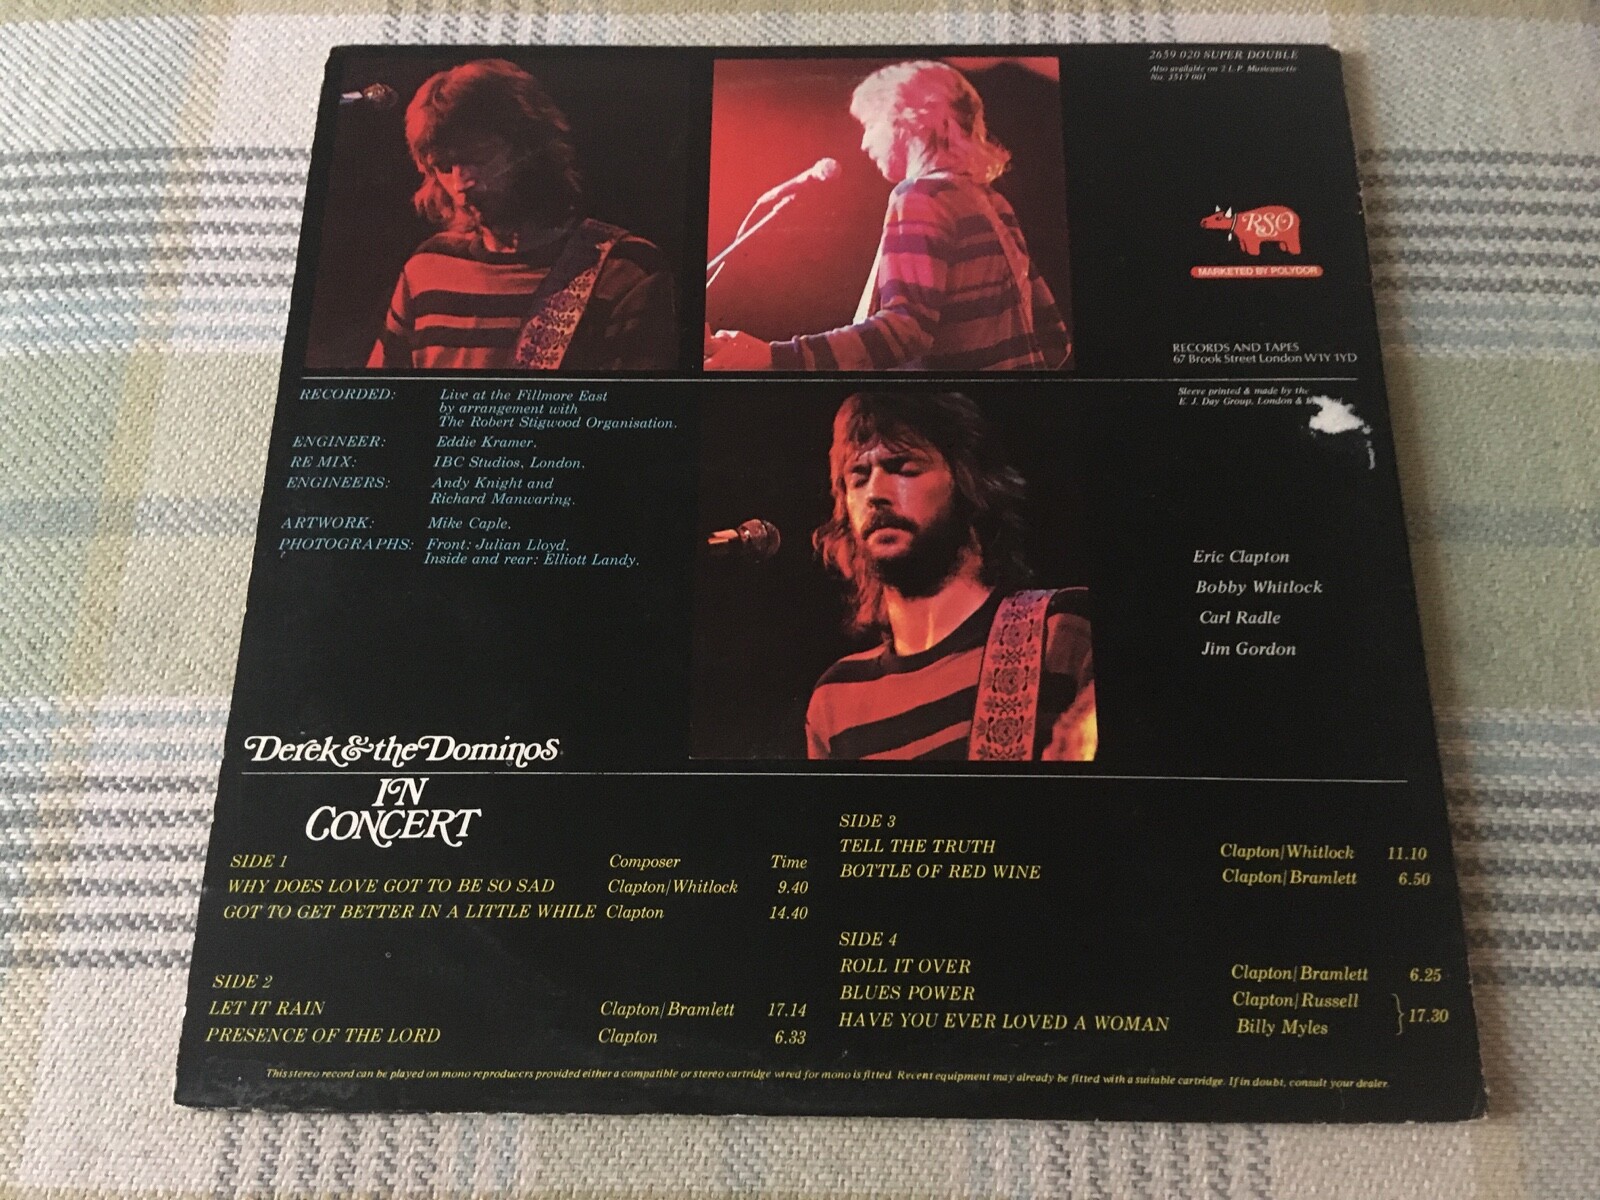 2659 020 SUPER DOUBLE
Also available on 2 L.P. Musicassette
No. 3517 001
RSO
MARKETED BY POLYDOR
RECORDS AND TAPES
67 Brook Street London W1Y 1YD
Sleeve printed & made by the
E. J. Day Group, London &
RECORDED: Live at the Fillmore East
by arrangement with
The Robert Stigwood Organisation.
ENGINEER: Eddie Kramer.
RE MIX: IBC Studios, London.
ENGINEERS: Andy Knight and
Richard Manwaring.
ARTWORK: Mike Caple.
PHOTOGRAPHS: Front: Julian Lloyd.
Inside and rear: Elliott Landy.
Eric Clapton
Bobby Whitlock
Carl Radle
Jim Gordon
Derek & the Dominos
IN
CONCERT
SIDE 1 Composer Time
WHY DOES LOVE GOT TO BE SO SAD Clapton/Whitlock 9.40
GOT TO GET BETTER IN A LITTLE WHILE Clapton 14.40
SIDE 2
LET IT RAIN Clapton/Bramlett 17.14
PRESENCE OF THE LORD Clapton 6.33
SIDE 3
TELL THE TRUTH Clapton/Whitlock 11.10
BOTTLE OF RED WINE Clapton/Bramlett 6.50
SIDE 4
ROLL IT OVER Clapton/Bramlett 6.25
BLUES POWER Clapton/Russell
HAVE YOU EVER LOVED A WOMAN Billy Myles } 17.30
This stereo record can be played on mono reproducers provided either a compatible or stereo cartridge wired for mono is fitted. Recent equipment may already be fitted with a suitable cartridge. If in doubt, consult your dealer.